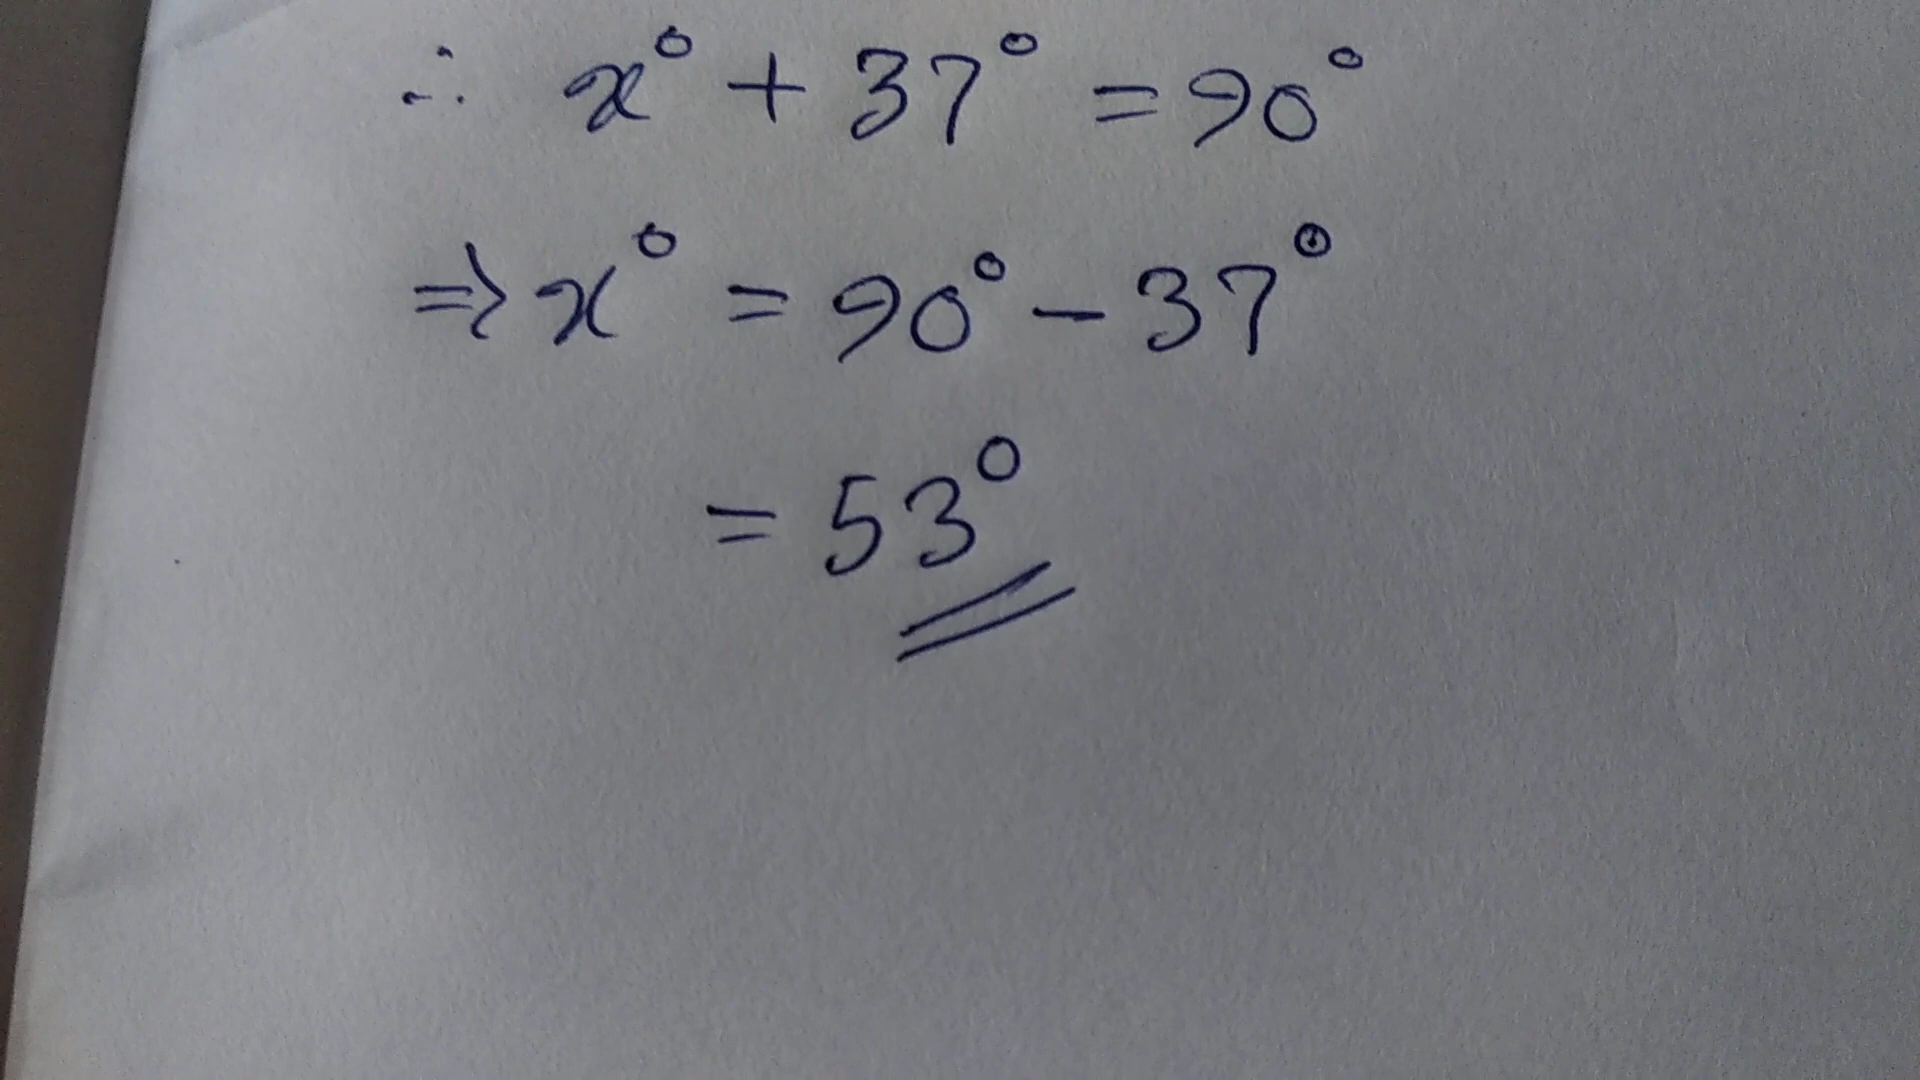 ∴ x° + 37° = 90°
⇒ x° = 90° - 37°
= 53°